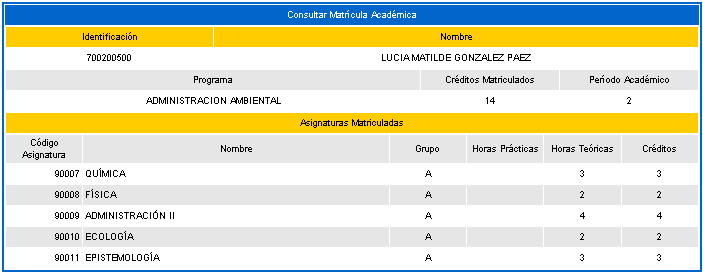 Consultar Matrícula Académica
Identificación Nombre
700200500 LUCIA MATILDE GONZALEZ PAEZ
Programa Créditos Matriculados Período Académico
ADMINISTRACION AMBIENTAL 14 2
Asignaturas Matriculadas
Código Asignatura Nombre Grupo Horas Prácticas Horas Teóricas Créditos
90007 QUÍMICA A 3 3
90008 FÍSICA A 2 2
90009 ADMINISTRACIÓN II A 4 4
90010 ECOLOGÍA A 2 2
90011 EPISTEMOLOGÍA A 3 3